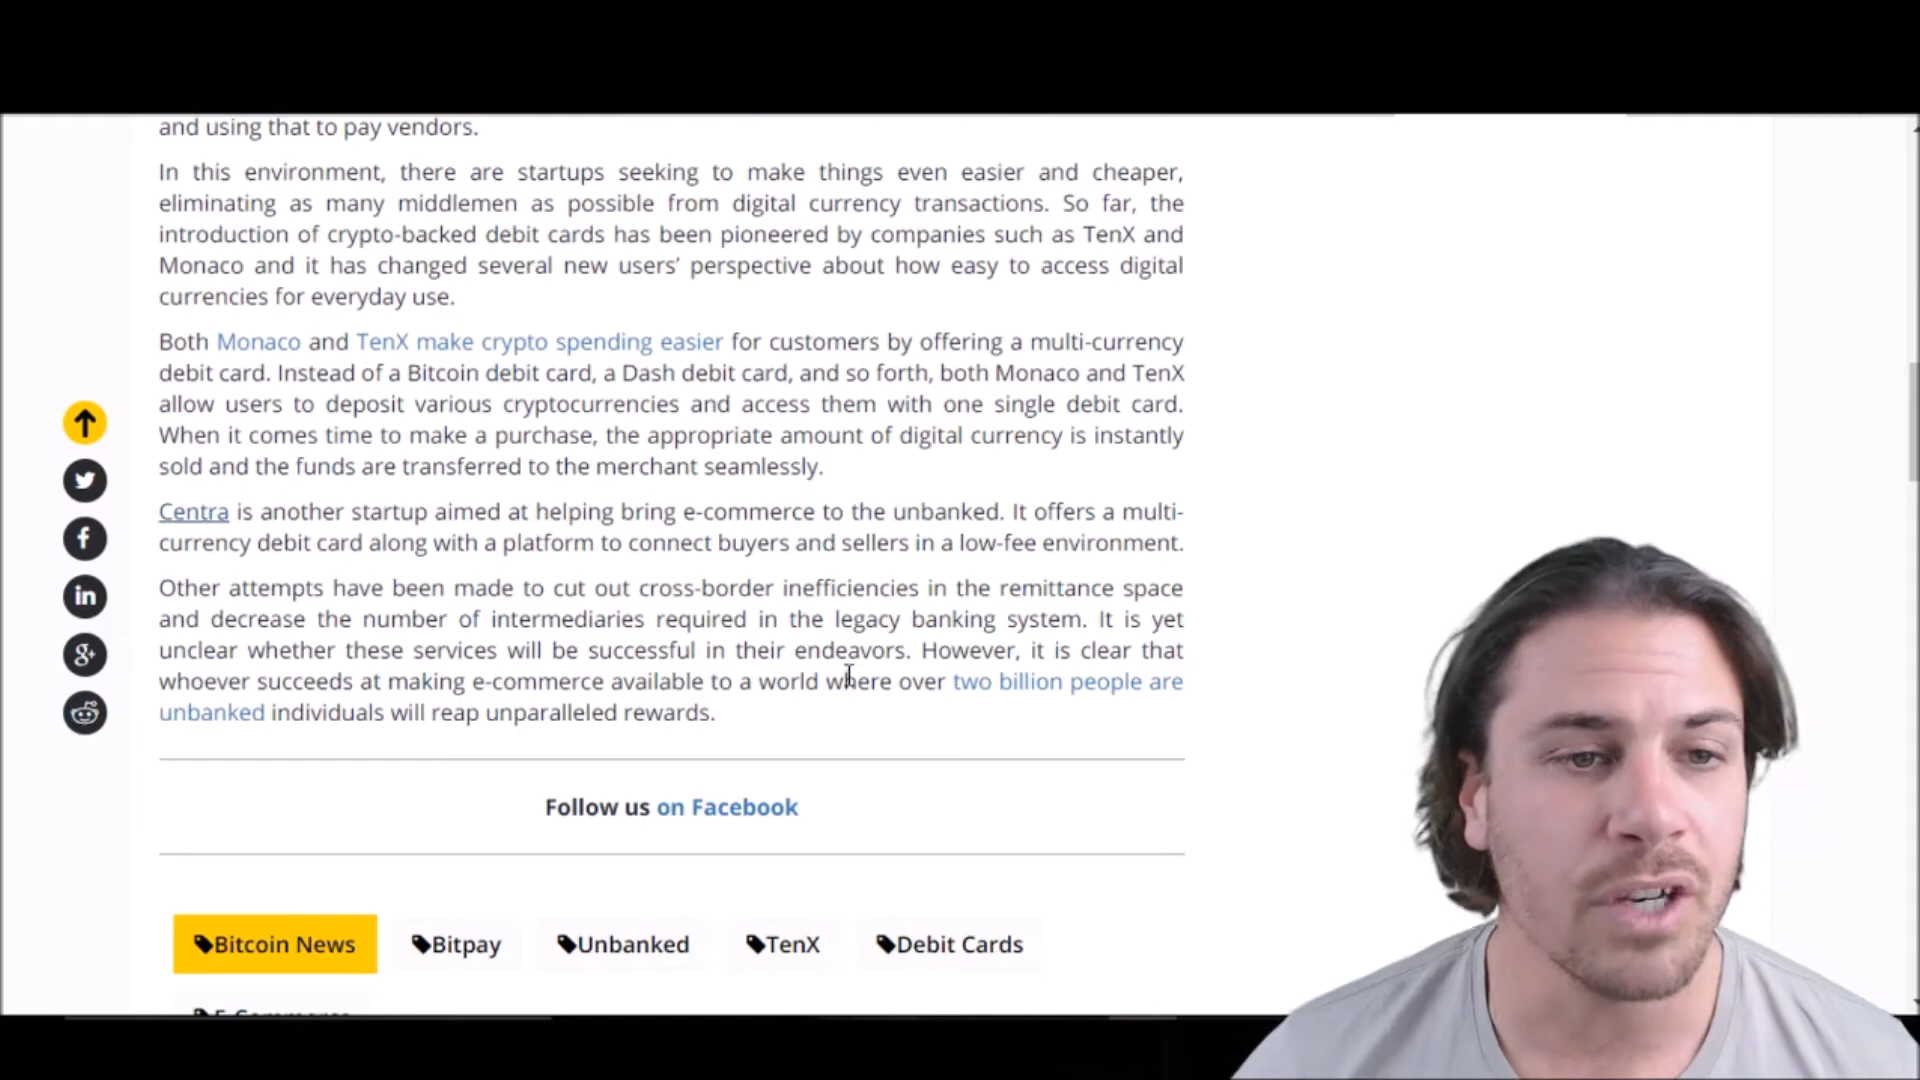 and using that to pay vendors.
In this environment, there are startups seeking to make things even easier and cheaper,
eliminating as many middlemen as possible from digital currency transactions. So far, the
introduction of crypto-backed debit cards has been pioneered by companies such as TenX and
Monaco and it has changed several new users’ perspective about how easy to access digital
currencies for everyday use.
Both Monaco and TenX make crypto spending easier for customers by offering a multi-currency
debit card. Instead of a Bitcoin debit card, a Dash debit card, and so forth, both Monaco and TenX
allow users to deposit various cryptocurrencies and access them with one single debit card.
When it comes time to make a purchase, the appropriate amount of digital currency is instantly
sold and the funds are transferred to the merchant seamlessly.
Centra is another startup aimed at helping bring e-commerce to the unbanked. It offers a multi-
currency debit card along with a platform to connect buyers and sellers in a low-fee environment.
Other attempts have been made to cut out cross-border inefficiencies in the remittance space
and decrease the number of intermediaries required in the legacy banking system. It is yet
unclear whether these services will be successful in their endeavors. However, it is clear that
whoever succeeds at making e-commerce available to a world where over two billion people are
unbanked individuals will reap unparalleled rewards.
Follow us on Facebook
Bitcoin News Bitpay Unbanked TenX Debit Cards